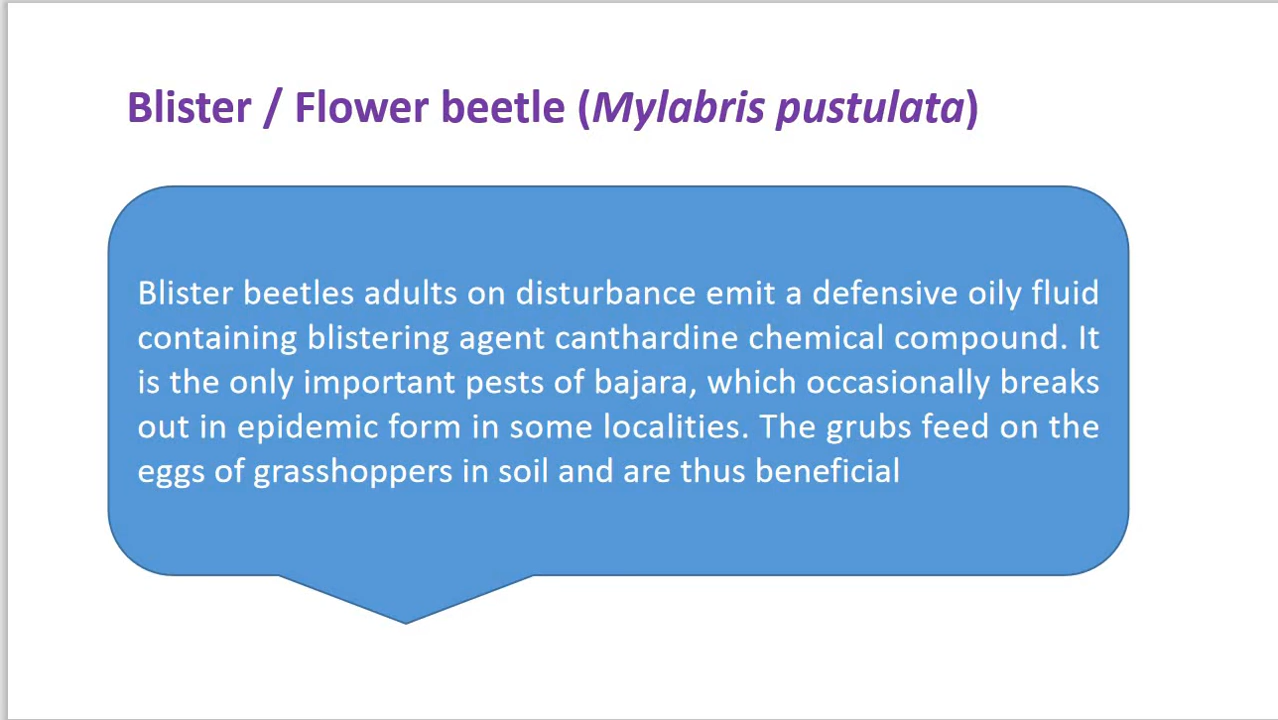 Blister / Flower beetle (Mylabris pustulata)
Blister beetles adults on disturbance emit a defensive oily fluid
containing blistering agent canthardine chemical compound. It
is the only important pests of bajara, which occasionally breaks
out in epidemic form in some localities. The grubs feed on the
eggs of grasshoppers in soil and are thus beneficial